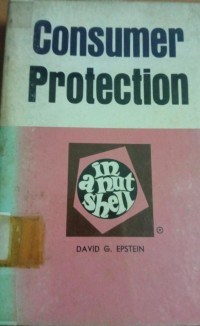 Consumer
Protection
in
a nut
shell
®
DAVID G. EPSTEIN